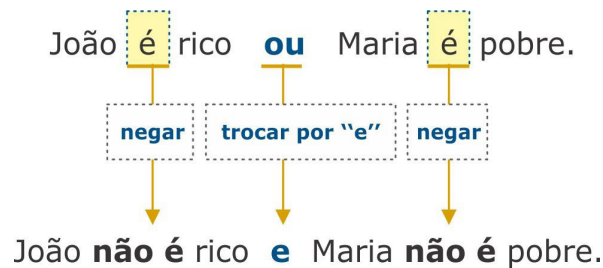 João é rico ou Maria é pobre.
negar trocar por “e” negar
João não é rico e Maria não é pobre.